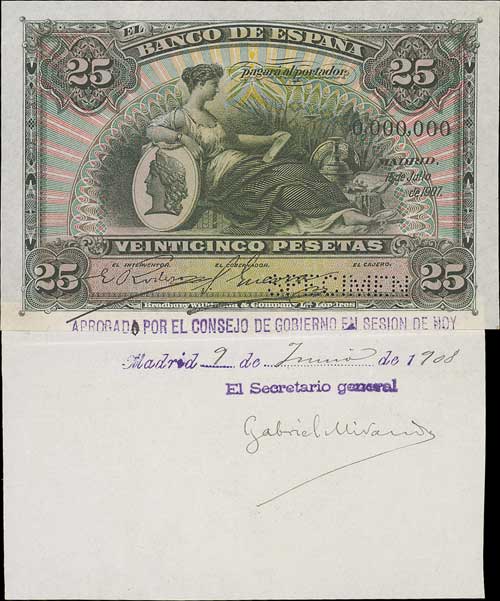 EL
BANCO DE ESPAÑA
25 25
pagará al portador
0,000,000
MADRID.
15 de Julio
de 1907
VEINTICINCO PESETAS
25 25
EL INTERVENTOR. EL GOBERNADOR. EL CAJERO.
SPECIMEN
Bradbury Wilkinson & Company Ld. Londres
APROBADA POR EL CONSEJO DE GOBIERNO EN SESION DE HOY
Madrid 9 de Junio de 1908
El Secretario general
Gabriel Miranda